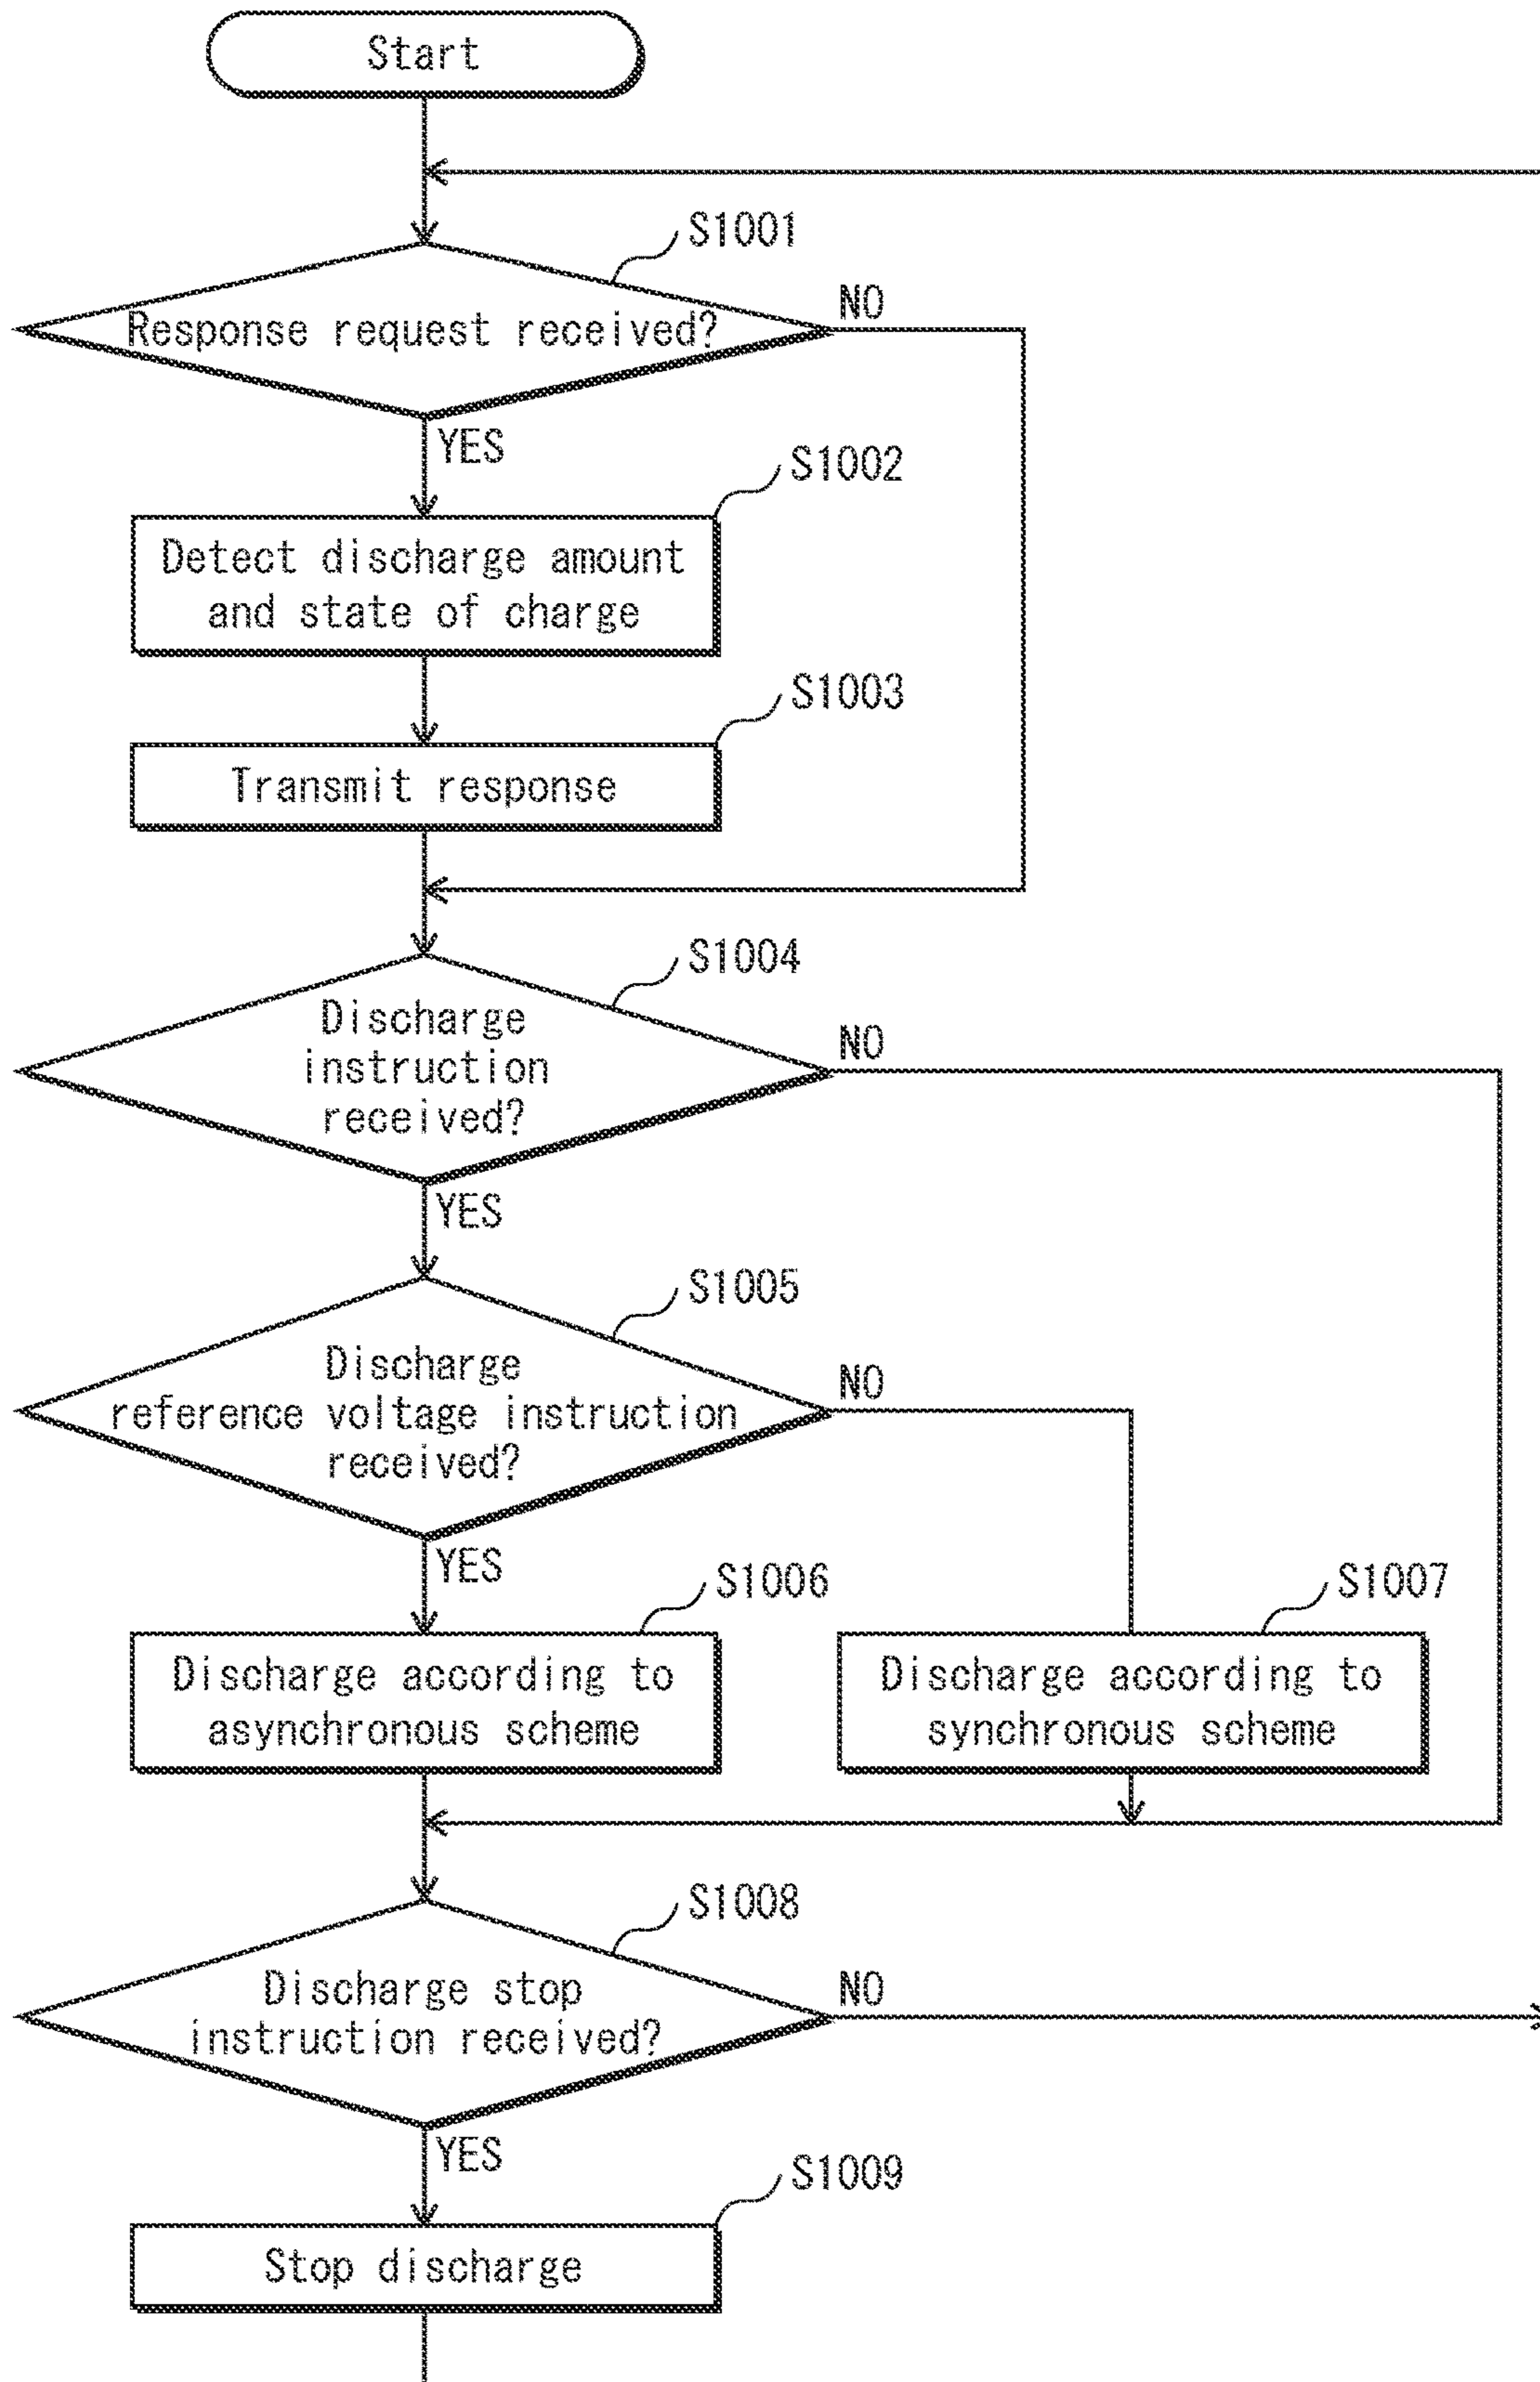 Start
S1001
Response request received?
NO
YES
S1002
Detect discharge amount
and state of charge
S1003
Transmit response
S1004
Discharge
instruction
received?
NO
YES
S1005
Discharge
reference voltage instruction
received?
NO
YES
S1006
Discharge according to
asynchronous scheme
S1007
Discharge according to
synchronous scheme
S1008
Discharge stop
instruction received?
NO
YES
S1009
Stop discharge